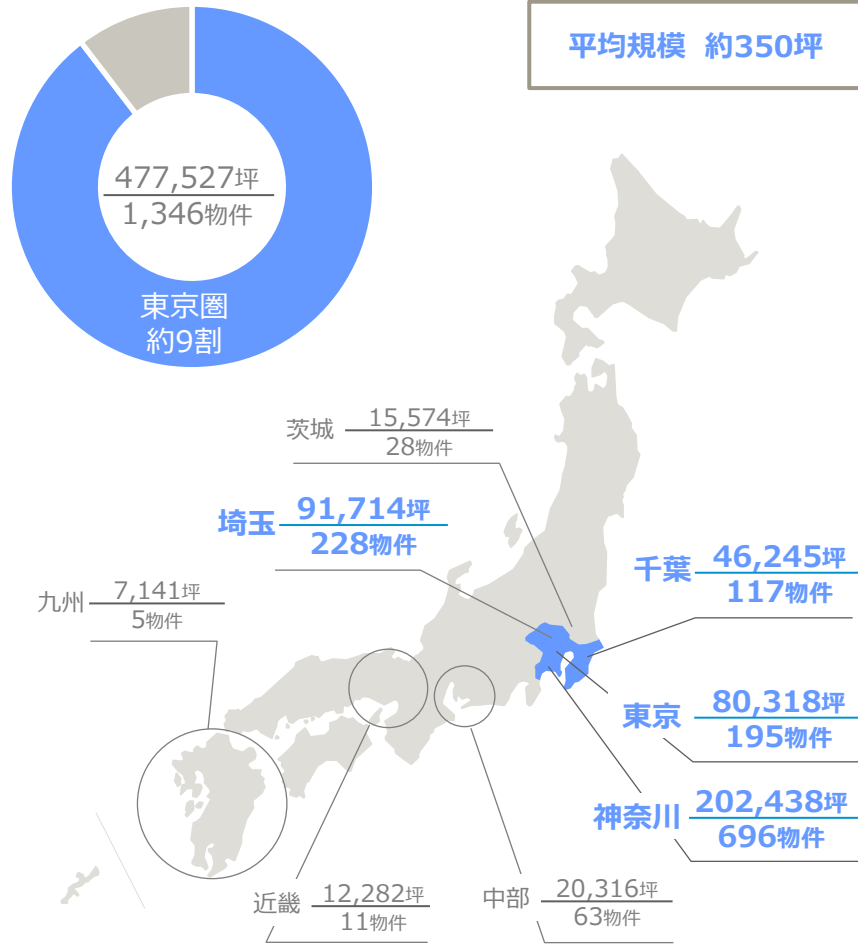 平均規模 約350坪
477,527坪
1,346物件
東京圏
約9割
茨城
15,574坪
28物件
埼玉
91,714坪
228物件
千葉
46,245坪
117物件
九州
7,141坪
5物件
東京
80,318坪
195物件
神奈川
202,438坪
696物件
近畿
12,282坪
11物件
中部
20,316坪
63物件